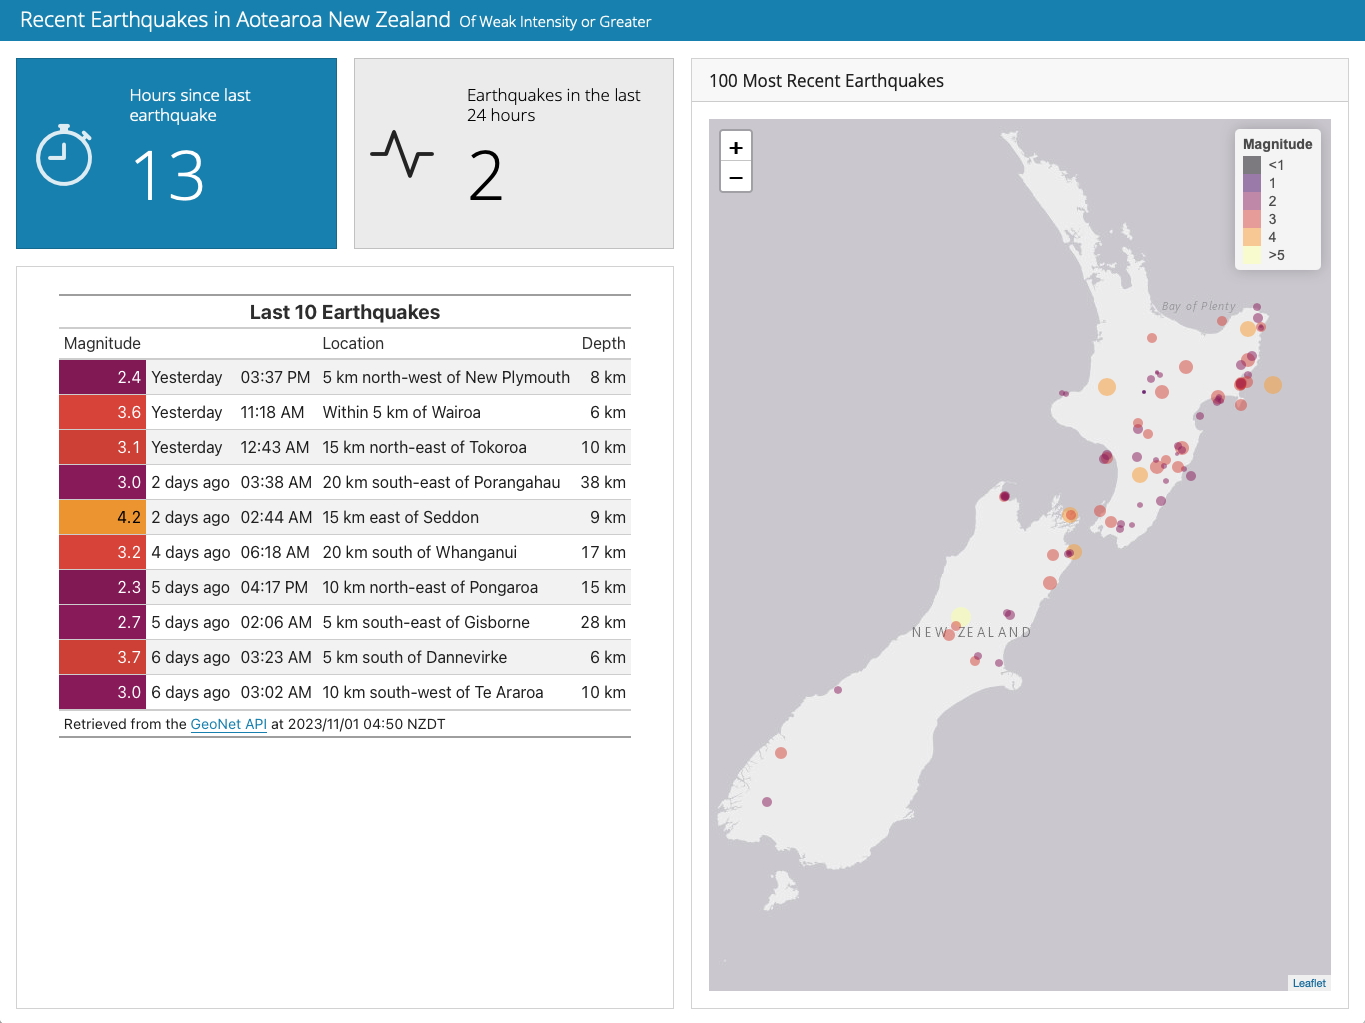 Recent Earthquakes in Aotearoa New Zealand Of Weak Intensity or Greater
Hours since last
earthquake
13
Earthquakes in the last
24 hours
2
Last 10 Earthquakes
Magnitude Location Depth
2.4 Yesterday 03:37 PM 5 km north-west of New Plymouth 8 km
3.6 Yesterday 11:18 AM Within 5 km of Wairoa 6 km
3.1 Yesterday 12:43 AM 15 km north-east of Tokoroa 10 km
3.0 2 days ago 03:38 AM 20 km south-east of Porangahau 38 km
4.2 2 days ago 02:44 AM 15 km east of Seddon 9 km
3.2 4 days ago 06:18 AM 20 km south of Whanganui 17 km
2.3 5 days ago 04:17 PM 10 km north-east of Pongaroa 15 km
2.7 5 days ago 02:06 AM 5 km south-east of Gisborne 28 km
3.7 6 days ago 03:23 AM 5 km south of Dannevirke 6 km
3.0 6 days ago 03:02 AM 10 km south-west of Te Araroa 10 km
Retrieved from the GeoNet API at 2023/11/01 04:50 NZDT
100 Most Recent Earthquakes
+
−
Magnitude
<1
1
2
3
4
>5
Bay of Plenty
NEW ZEALAND
Leaflet